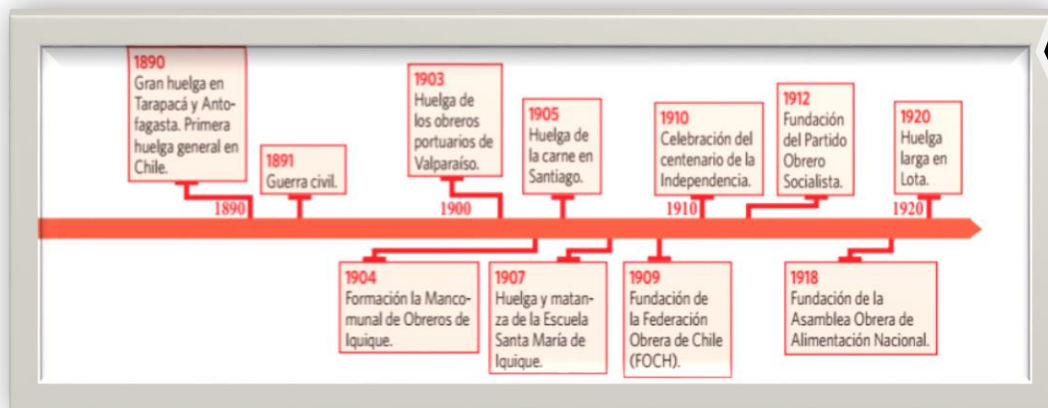 1890
Gran huelga en
Tarapacá y Anto-
fagasta. Primera
huelga general en
Chile.
1891
Guerra civil.
1903
Huelga de
los obreros
portuarios de
Valparaíso.
1905
Huelga de
la carne en
Santiago.
1910
Celebración del
centenario de la
Independencia.
1912
Fundación
del Partido
Obrero
Socialista.
1920
Huelga
larga en
Lota.
1890
1900
1910
1920
1904
Formación la Manco-
munal de Obreros de
Iquique.
1907
Huelga y matan-
za de la Escuela
Santa María de
Iquique.
1909
Fundación de
la Federación
Obrera de Chile
(FOCH).
1918
Fundación de la
Asamblea Obrera de
Alimentación Nacional.